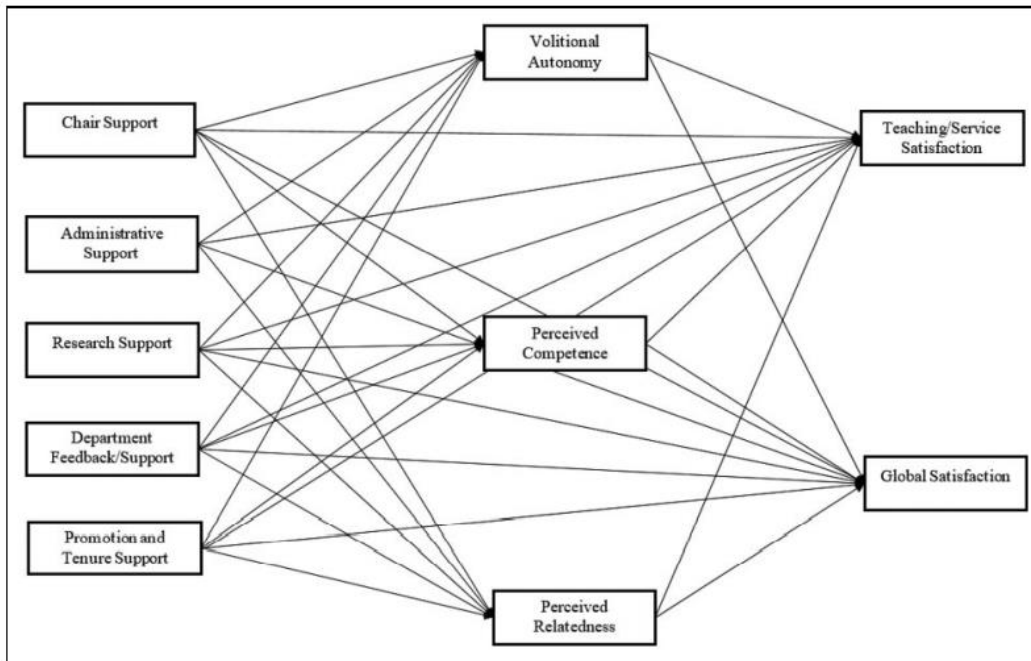 Volitional
Autonomy
Chair Support
Teaching/Service
Satisfaction
Administrative
Support
Research Support
Perceived
Competence
Department
Feedback/Support
Global Satisfaction
Promotion and
Tenure Support
Perceived
Relatedness